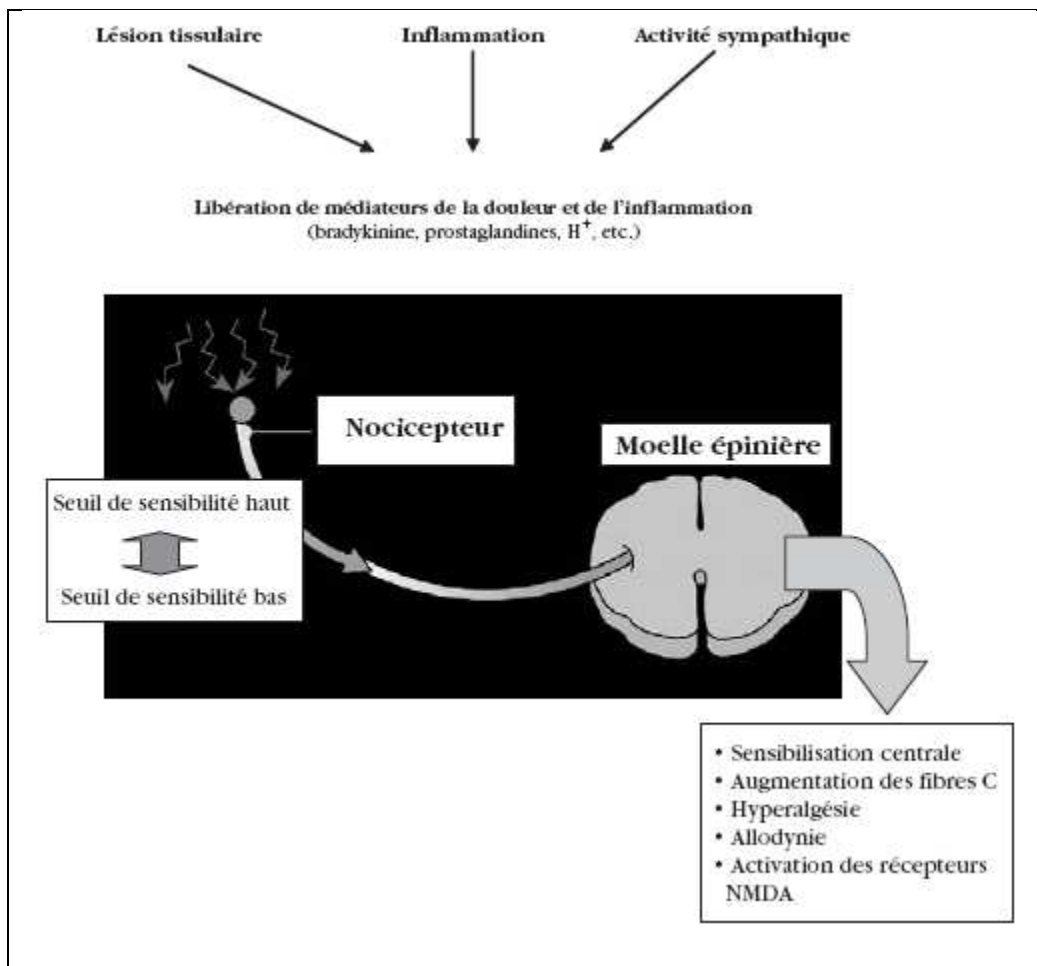 Lésion tissulaire
Inflammation
Activité sympathique
Libération de médiateurs de la douleur et de l'inflammation
(bradykinine, prostaglandines, H⁺, etc.)
Nocicepteur
Moelle épinière
Seuil de sensibilité haut
Seuil de sensibilité bas
• Sensibilisation centrale
• Augmentation des fibres C
• Hyperalgésie
• Allodynie
• Activation des récepteurs
NMDA